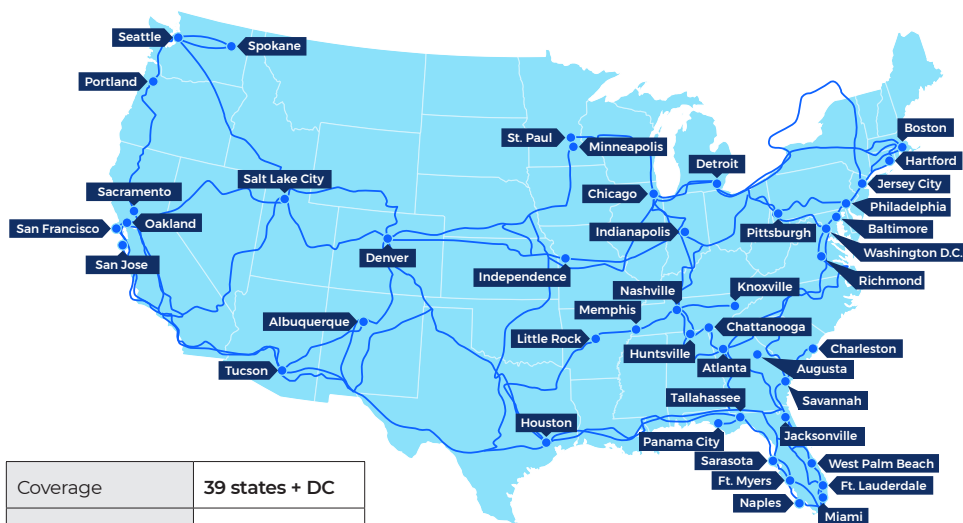 Seattle
Spokane
Portland
St. Paul
Minneapolis
Boston
Detroit
Hartford
Salt Lake City
Chicago
Jersey City
Sacramento
Philadelphia
San Francisco
Oakland
Indianapolis
Pittsburgh
Baltimore
San Jose
Denver
Washington D.C.
Independence
Richmond
Nashville
Knoxville
Memphis
Albuquerque
Chattanooga
Little Rock
Huntsville
Charleston
Tucson
Atlanta
Augusta
Tallahassee
Savannah
Houston
Panama City
Jacksonville
Sarasota
West Palm Beach
Ft. Myers
Ft. Lauderdale
Naples
Miami
Coverage 39 states + DC